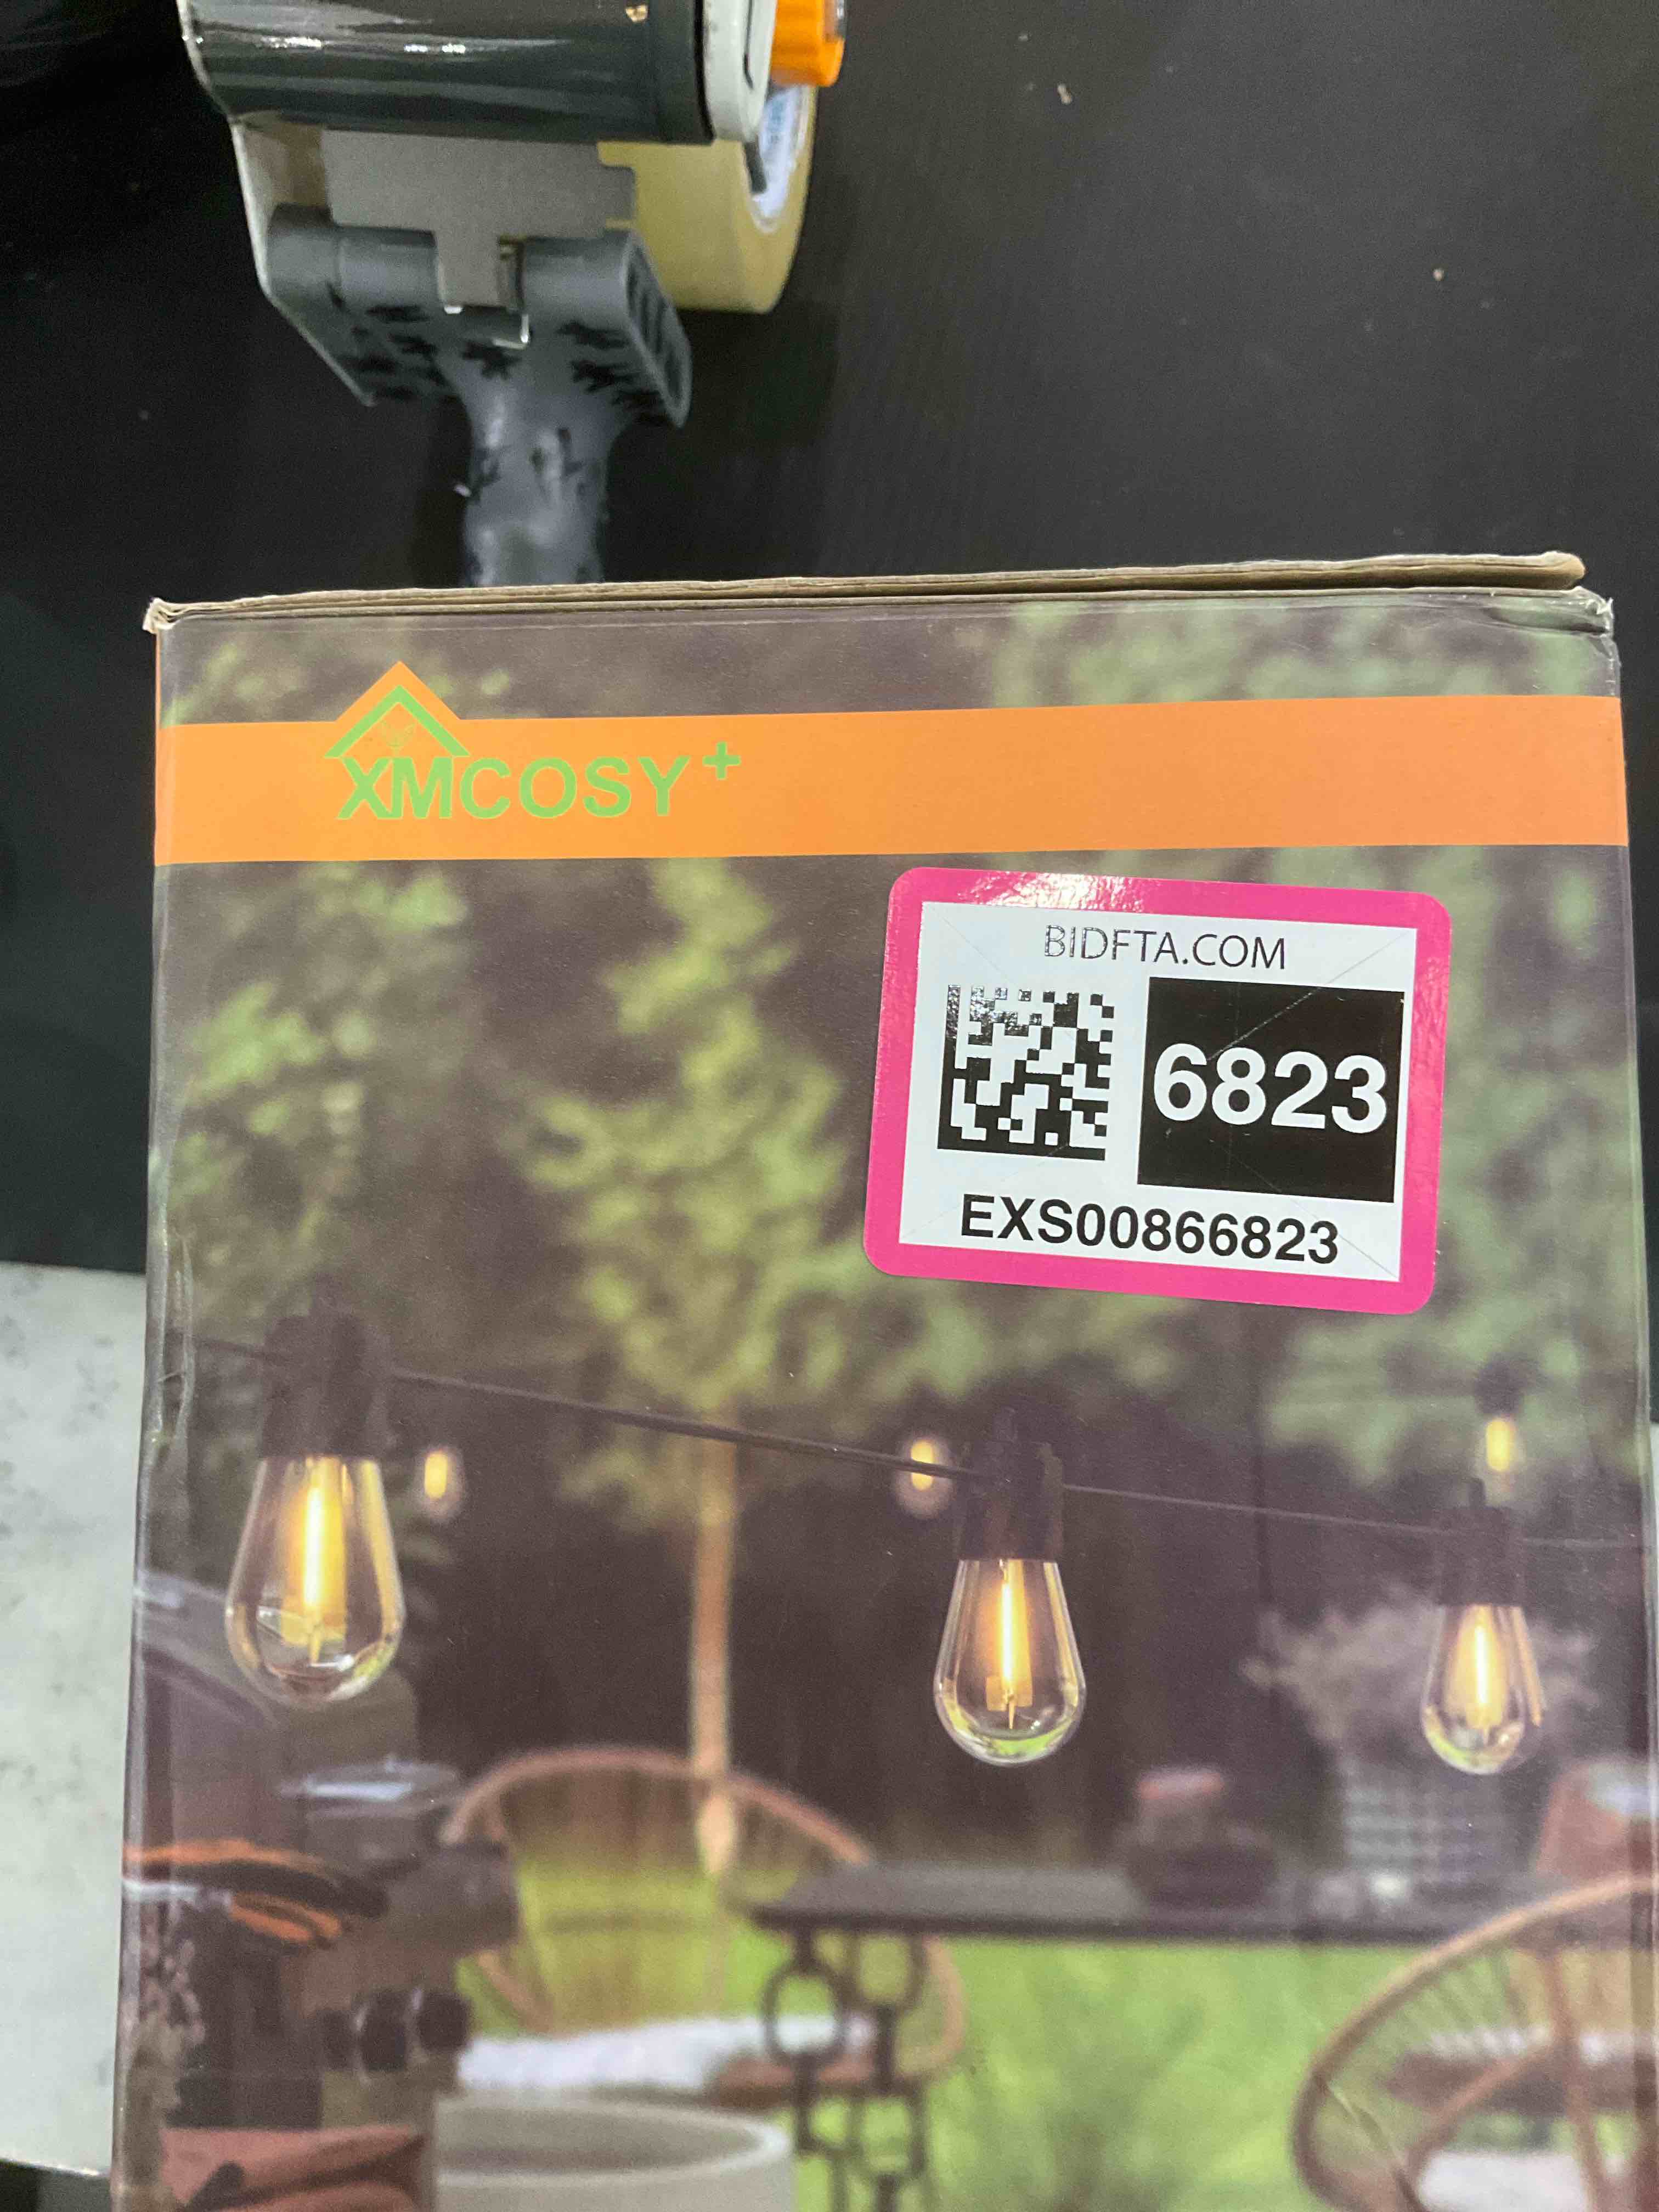 XMCOSY+
BIDFTA.COM
6823
EXS00866823